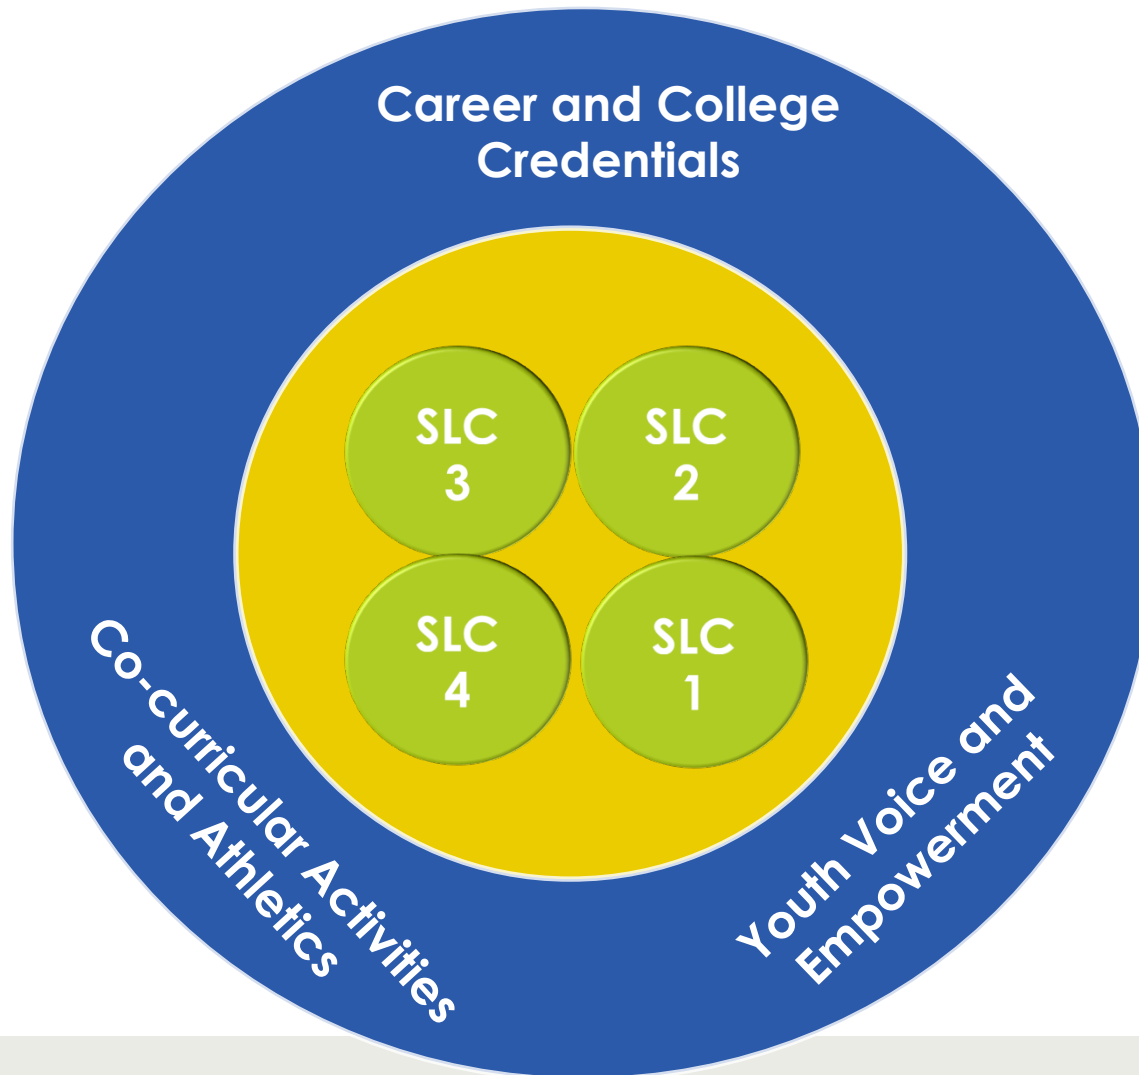 Career and College
Credentials
SLC
3
SLC
2
SLC
4
SLC
1
Co-curricular Activities
and Athletics
Youth Voice and
Empowerment